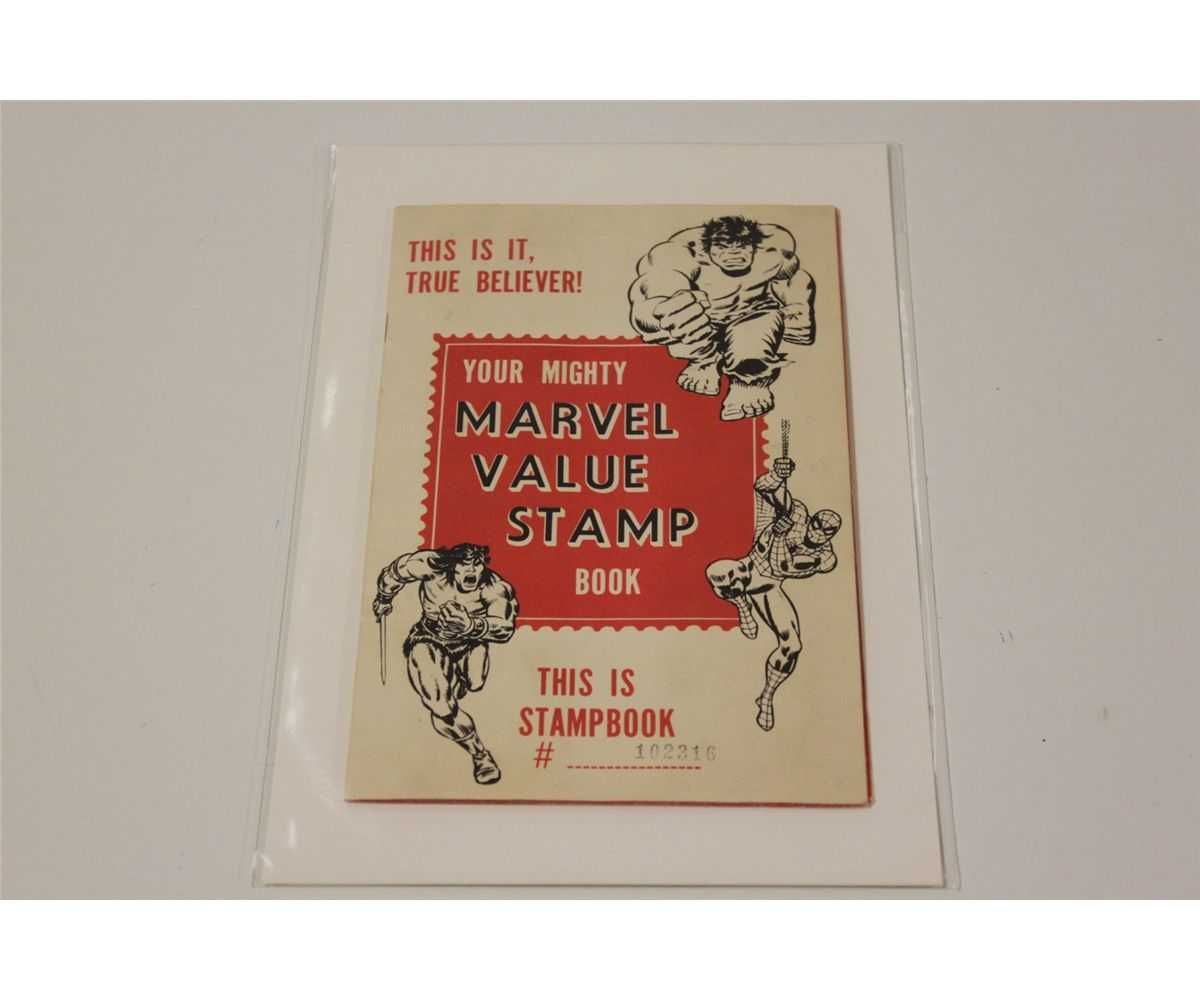 THIS IS IT,
TRUE BELIEVER!
YOUR MIGHTY
MARVEL
VALUE
STAMP
BOOK
THIS IS
STAMPBOOK
# 102316